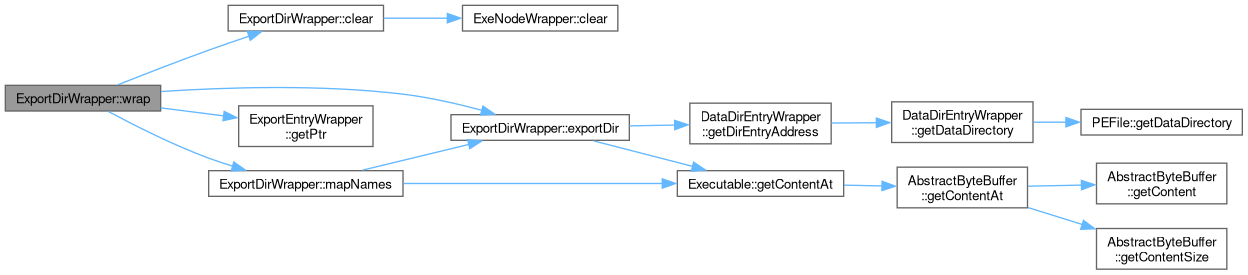 ExportDirWrapper::clear
ExeNodeWrapper::clear
ExportDirWrapper::wrap
ExportEntryWrapper
::getPtr
ExportDirWrapper::exportDir
DataDirEntryWrapper
::getDirEntryAddress
DataDirEntryWrapper
::getDataDirectory
PEFile::getDataDirectory
ExportDirWrapper::mapNames
Executable::getContentAt
AbstractByteBuffer
::getContentAt
AbstractByteBuffer
::getContent
AbstractByteBuffer
::getContentSize